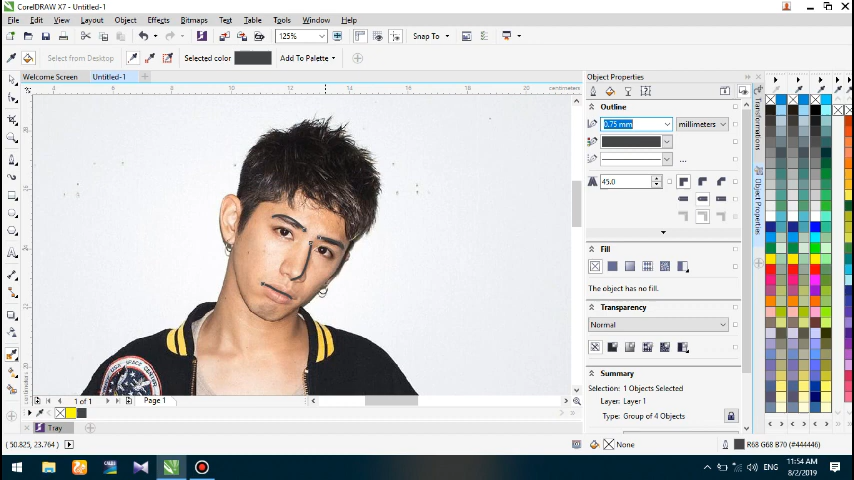 CorelDRAW X7 - Untitled-1
File Edit View Layout Object Effects Bitmaps Text Table Tools Window Help
125% Snap To
Select from Desktop Selected color Add To Palette
Welcome Screen Untitled-1
Object Properties
centimeters
Outline
0.75 mm millimeters
...
45.0
Fill
The object has no fill.
Transparency
Normal
Summary
Selection: 1 Objects Selected
Layer: Layer 1
Type: Group of 4 Objects
Transformations
Object Properties
1 of 1 Page 1
Tray
(50.825, 23.764) None R68 G68 B70 (#444446)
ENG
11:54 AM
8/2/2019